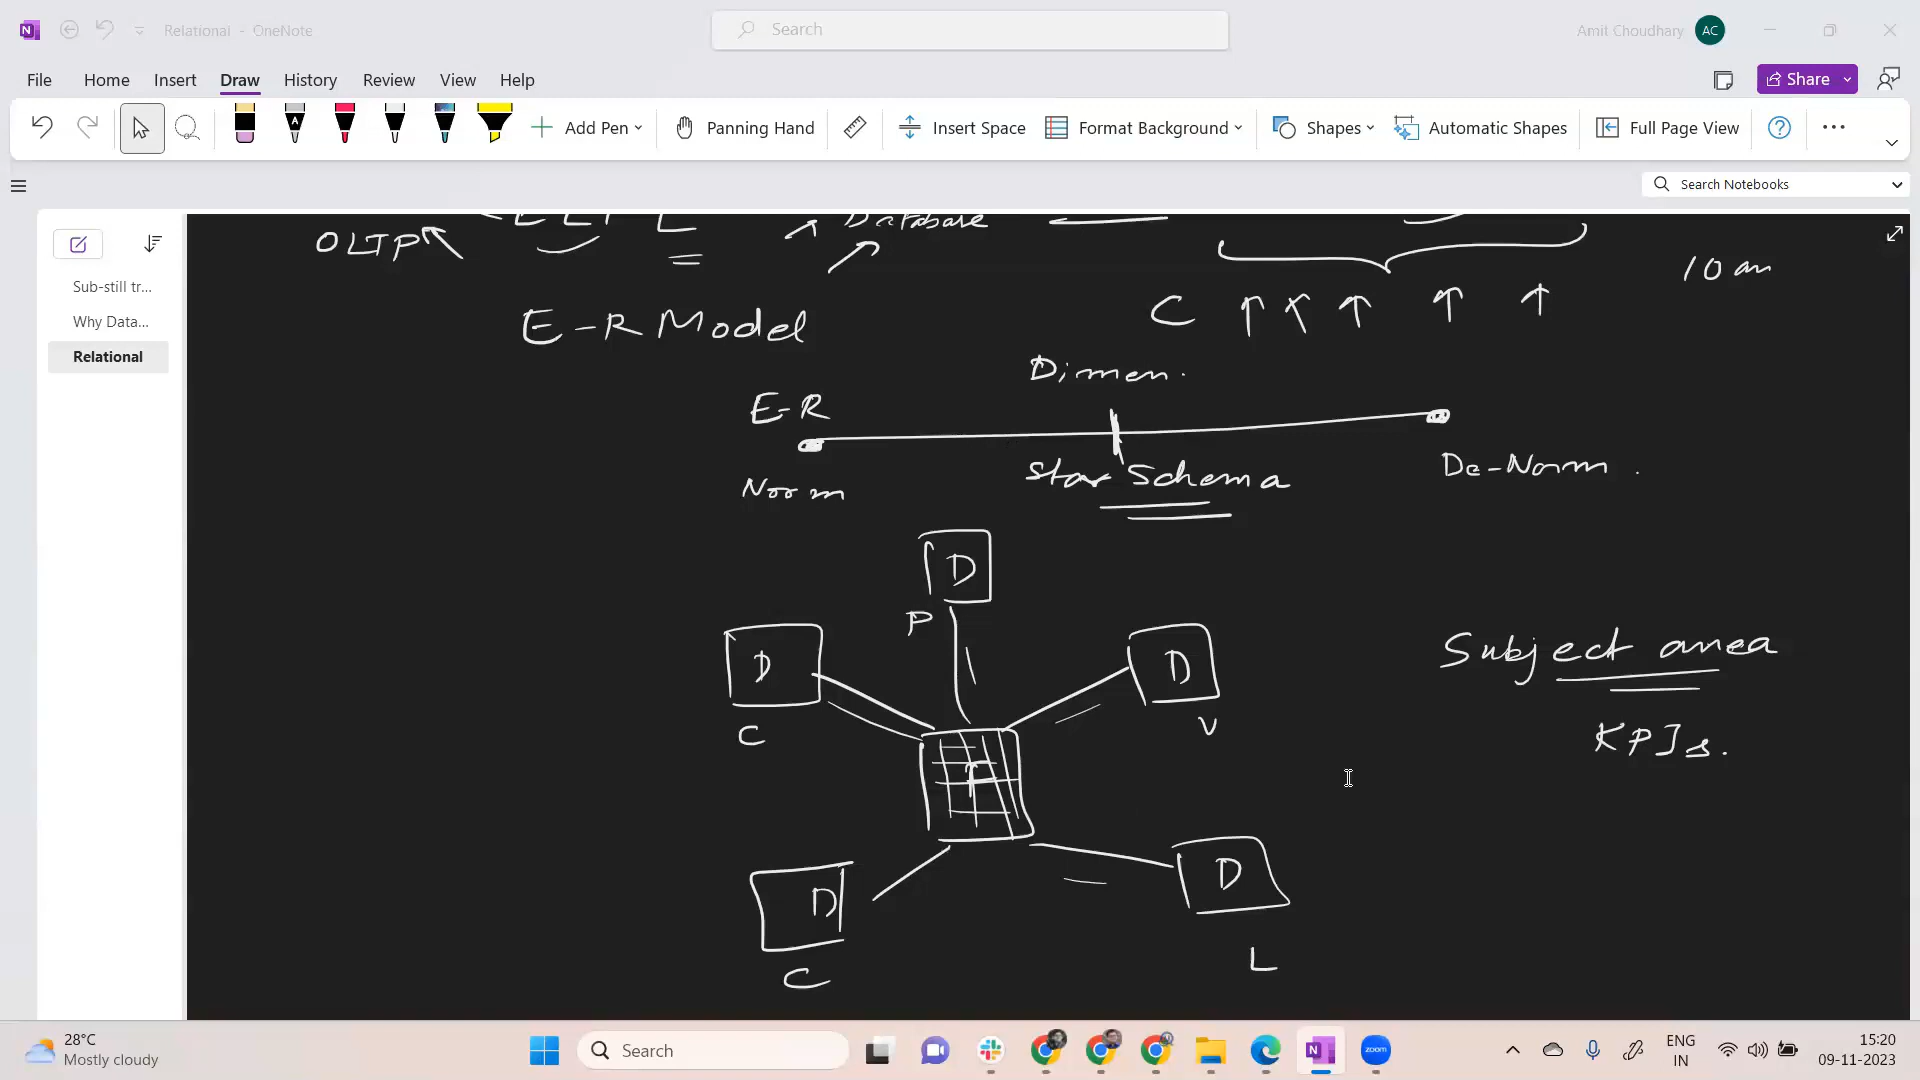 Relational - OneNote
Search
Amit Choudhary
AC
File
Home
Insert
Draw
History
Review
View
Help
Share
A
Add Pen
Panning Hand
Insert Space
Format Background
Shapes
Automatic Shapes
Full Page View
Search Notebooks
Sub-still tr...
Why Data...
Relational
OLTP
Database
10 am
E-R Model
C
Dimen.
E-R
Norm
Star Schema
De-Norm.
D
P
D
C
D
V
Subject area
KPIs.
F
D
C
D
L
28°C
Mostly cloudy
Search
zoom
ENG
IN
15:20
09-11-2023